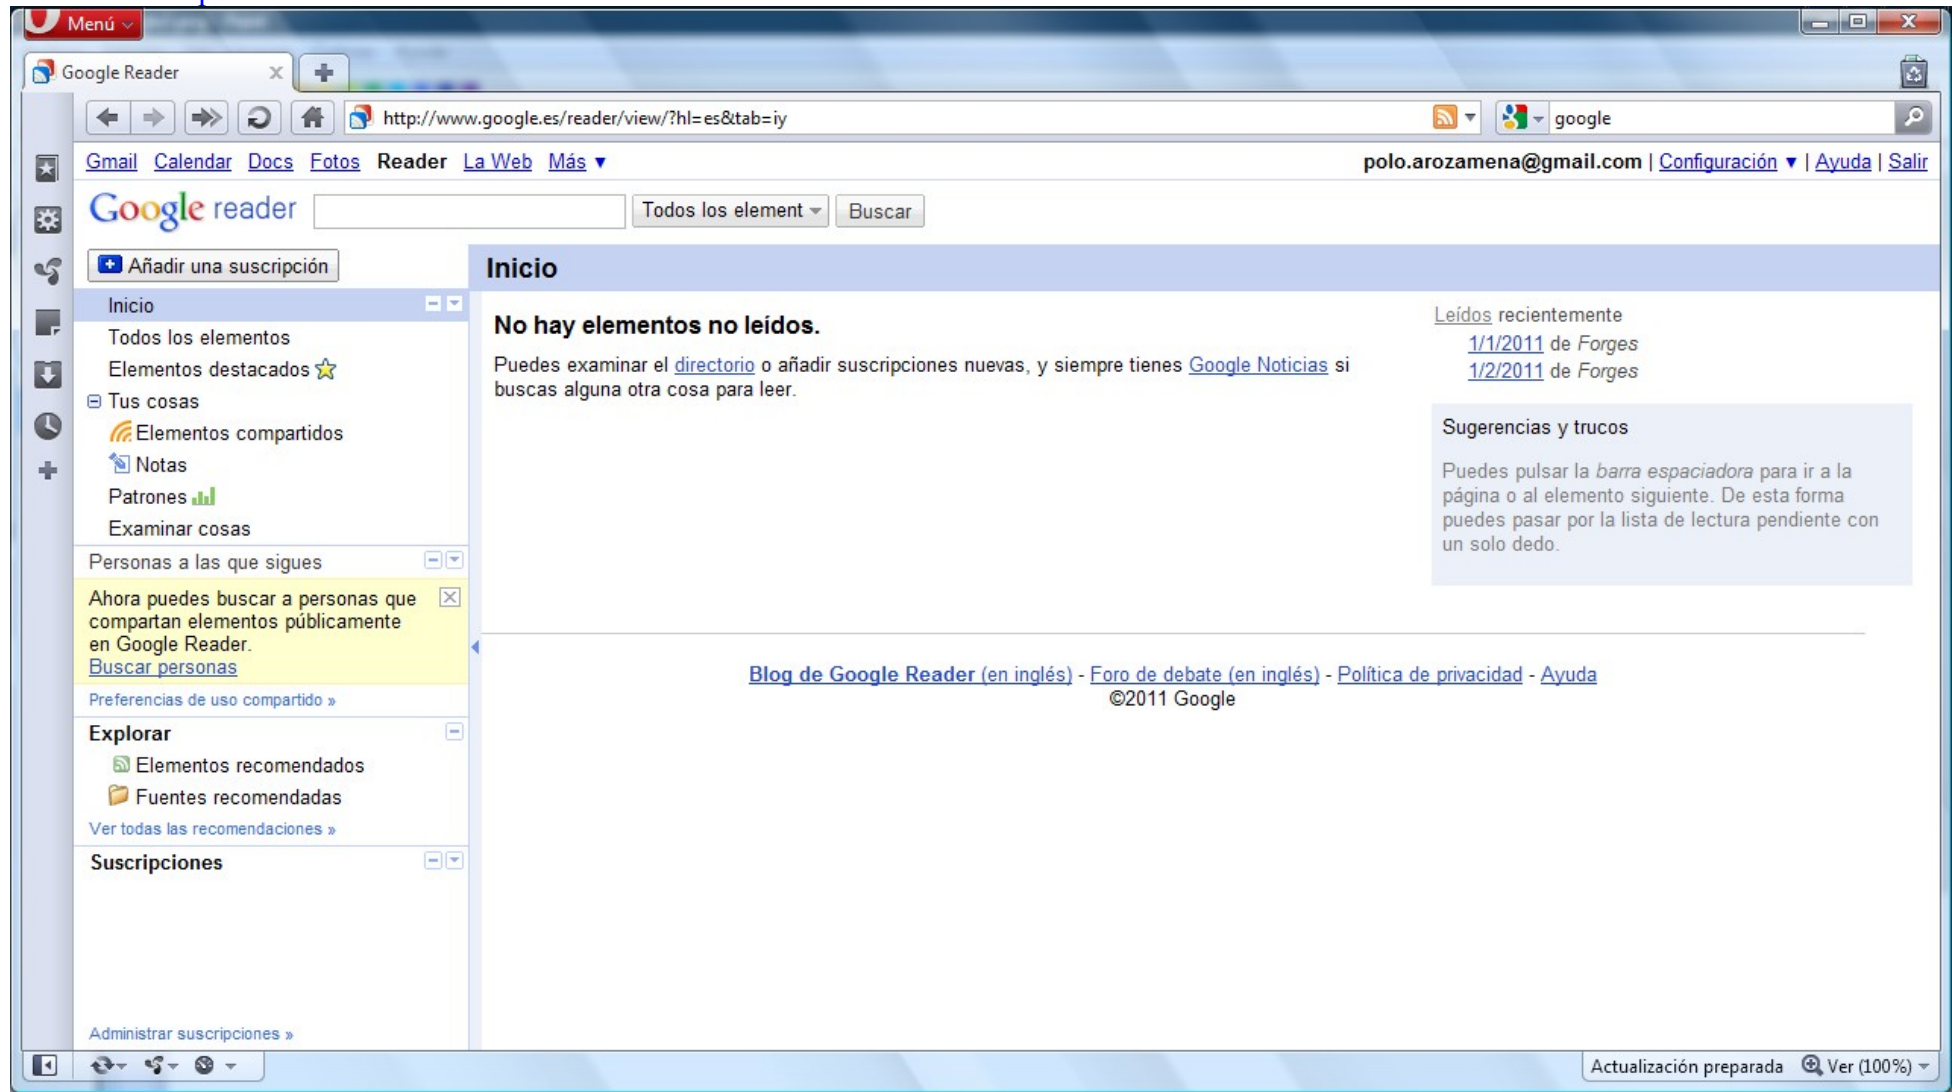 Menú
Google Reader
http://www.google.es/reader/view/?hl=es&tab=iy
google
Gmail Calendar Docs Fotos Reader La Web Más ▼
polo.arozamena@gmail.com | Configuración ▼ | Ayuda | Salir
Google reader
Todos los element
Buscar
Añadir una suscripción
Inicio
Todos los elementos
Elementos destacados
Tus cosas
Elementos compartidos
Notas
Patrones
Examinar cosas
Personas a las que sigues
Ahora puedes buscar a personas que
compartan elementos públicamente
en Google Reader.
Buscar personas
Preferencias de uso compartido »
Explorar
Elementos recomendados
Fuentes recomendadas
Ver todas las recomendaciones »
Suscripciones
Administrar suscripciones »
Inicio
No hay elementos no leídos.
Puedes examinar el directorio o añadir suscripciones nuevas, y siempre tienes Google Noticias si
buscas alguna otra cosa para leer.
Leídos recientemente
1/1/2011 de Forges
1/2/2011 de Forges
Sugerencias y trucos
Puedes pulsar la barra espaciadora para ir a la
página o al elemento siguiente. De esta forma
puedes pasar por la lista de lectura pendiente con
un solo dedo.
Blog de Google Reader (en inglés) - Foro de debate (en inglés) - Política de privacidad - Ayuda
©2011 Google
Actualización preparada
Ver (100%)